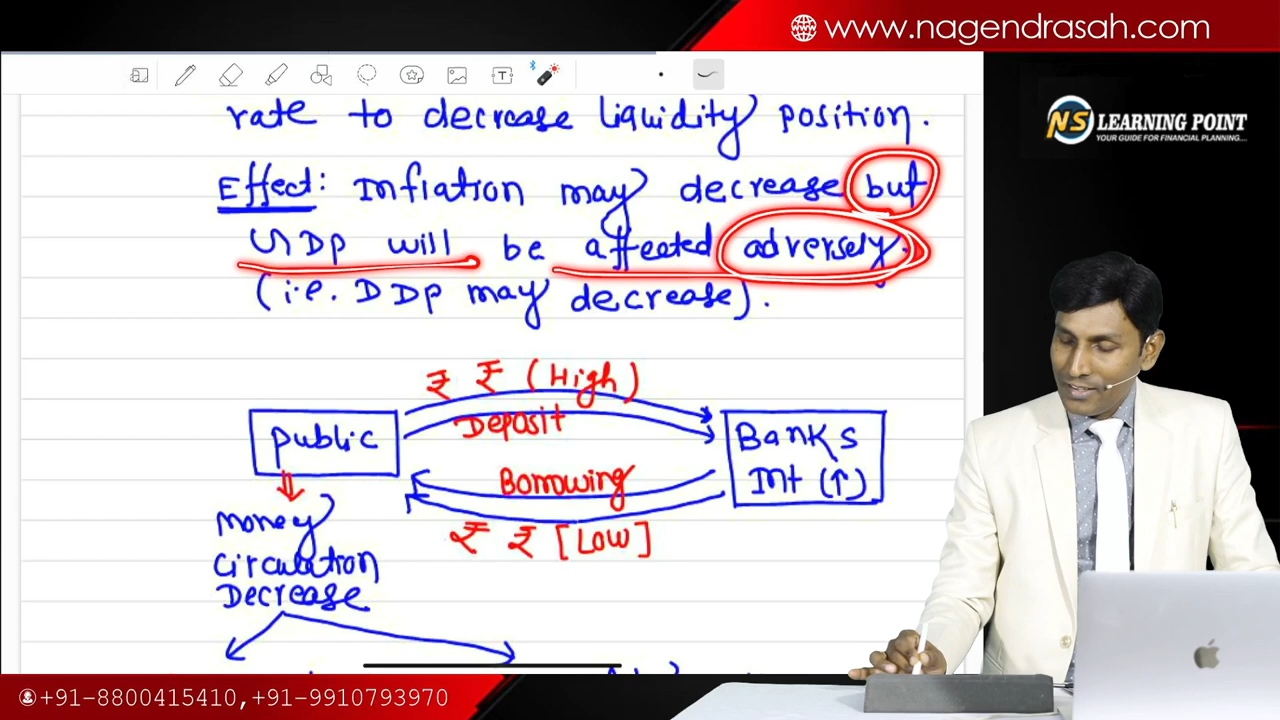 www.nagendrasah.com
NS LEARNING POINT
YOUR GUIDE FOR FINANCIAL PLANNING....
rate to decrease liquidity position.
Effect: Inflation may decrease but
GDP will be affected adversely.
(i.e. GDP may decrease).
₹ ₹ (High)
Deposit
public
Banks
Int (↑)
Borrowing
₹ ₹ [Low]
money
circulation
Decrease
+91-8800415410,+91-9910793970